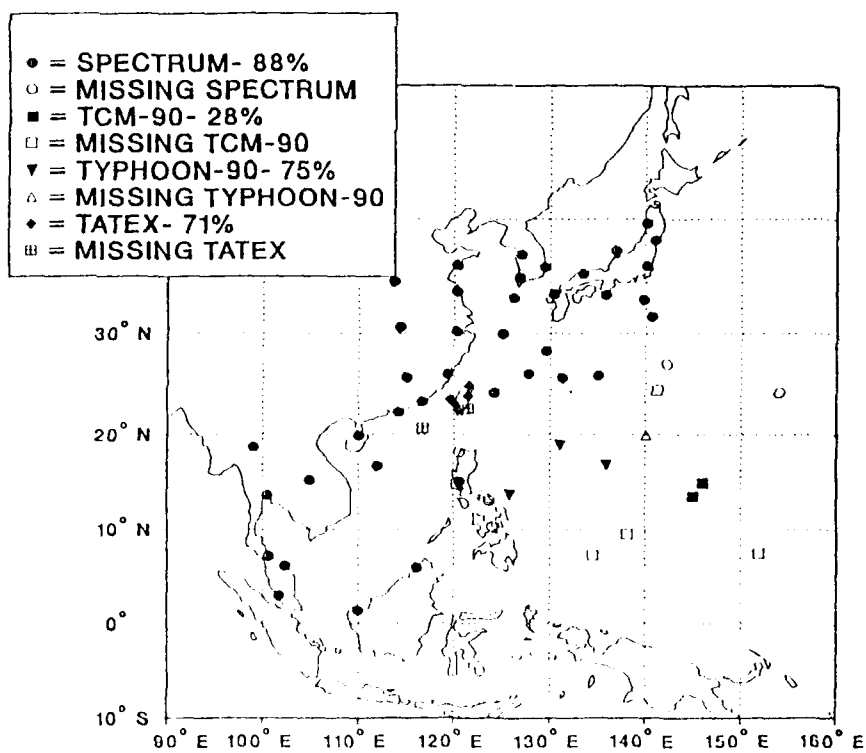 ● = SPECTRUM- 88%
○ = MISSING SPECTRUM
■ = TCM-90- 28%
□ = MISSING TCM-90
▼ = TYPHOON-90- 75%
△ = MISSING TYPHOON-90
◆ = TATEX- 71%
⊞ = MISSING TATEX
30° N
20° N
10° N
0°
10° S
90° E 100° E 110° E 120° E 130° E 140° E 150° E 160° E